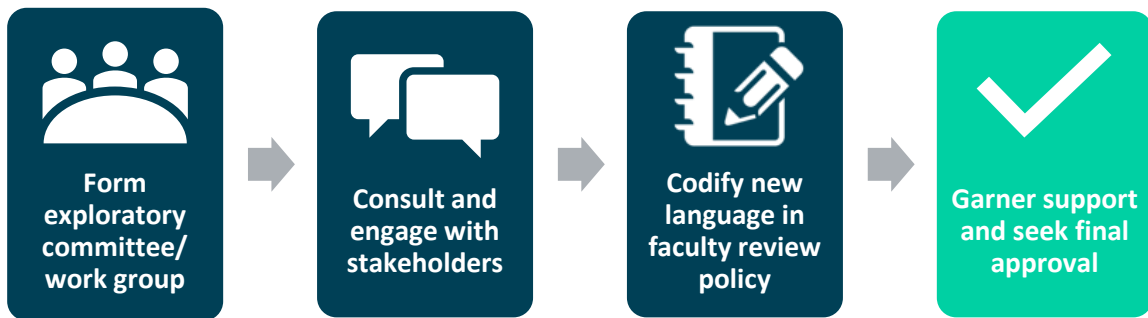 Form
exploratory
committee/
work group
Consult and
engage with
stakeholders
Codify new
language in
faculty review
policy
Garner support
and seek final
approval